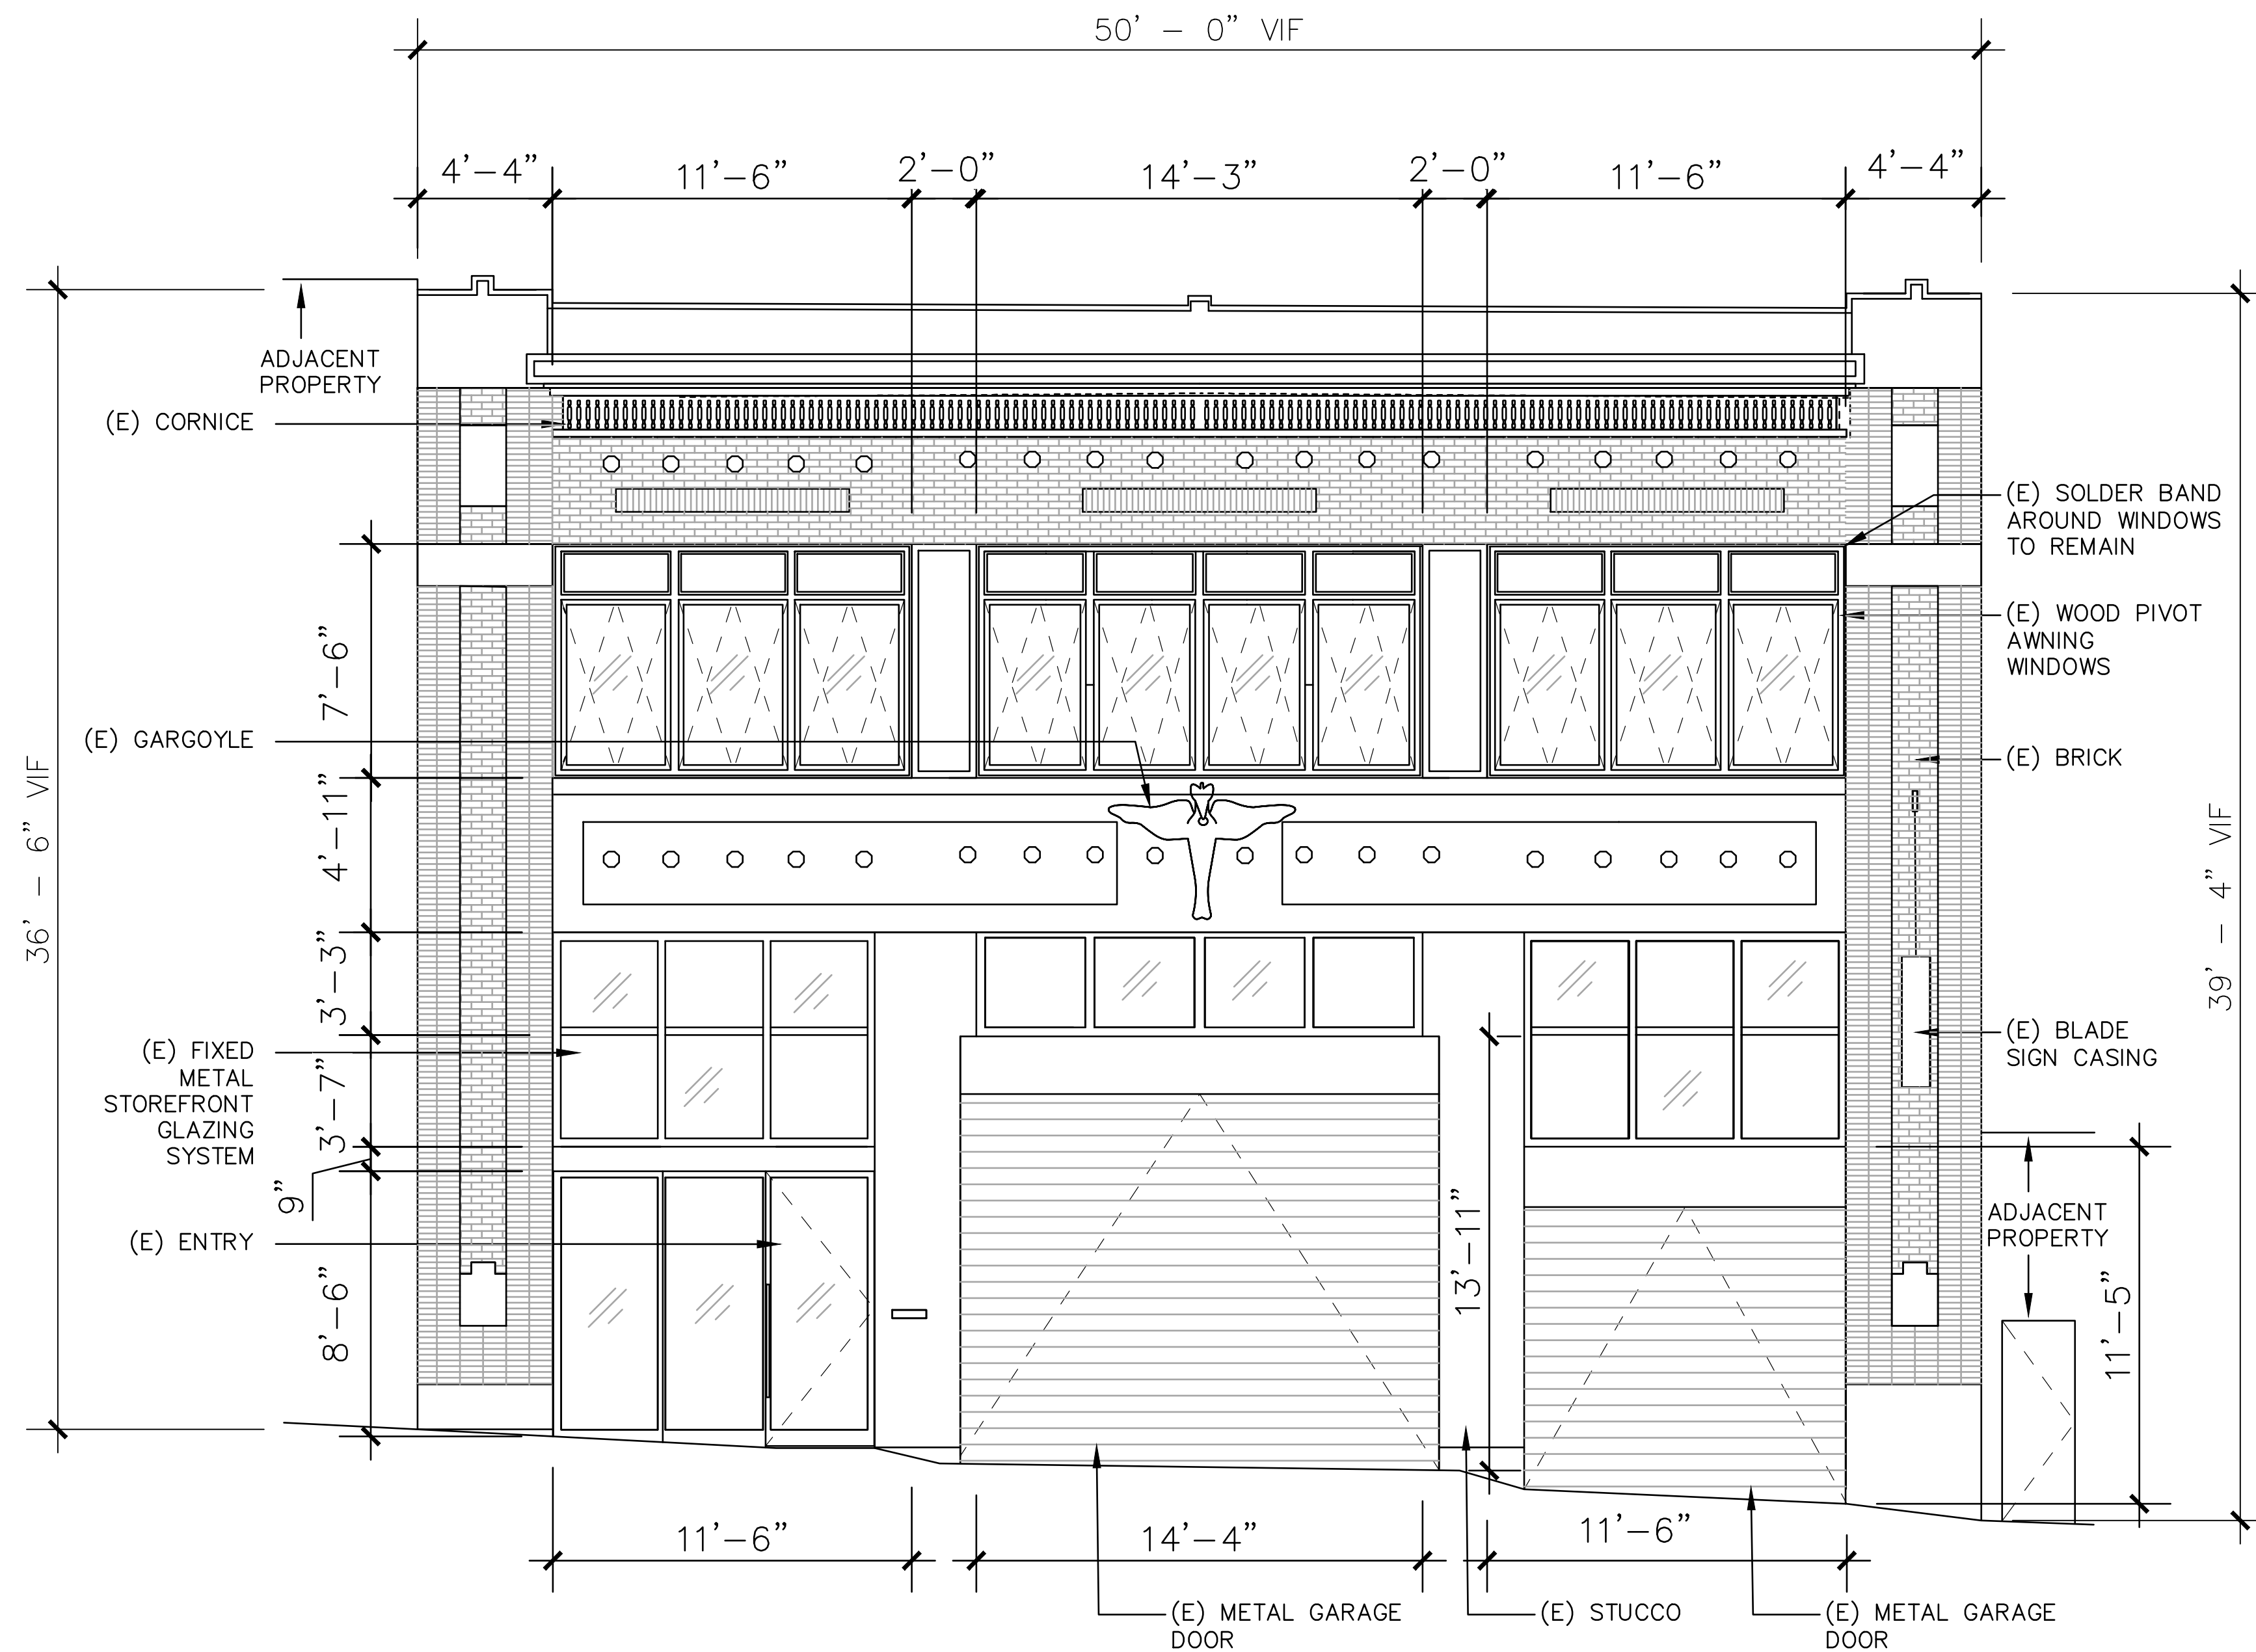 50' – 0" VIF
4'–4"
11'–6"
2'–0"
14'–3"
2'–0"
11'–6"
4'–4"
ADJACENT
PROPERTY
(E) CORNICE
(E) SOLDER BAND
AROUND WINDOWS
TO REMAIN
(E) WOOD PIVOT
AWNING
WINDOWS
7'–6"
(E) GARGOYLE
(E) BRICK
36' – 6" VIF
4'–11"
39' – 4" VIF
3'–3"
(E) FIXED
METAL
STOREFRONT
GLAZING
SYSTEM
3'–7"
(E) BLADE
SIGN CASING
9"
13'–11"
ADJACENT
PROPERTY
(E) ENTRY
8'–6"
11'–5"
11'–6"
14'–4"
11'–6"
(E) METAL GARAGE
DOOR
(E) STUCCO
(E) METAL GARAGE
DOOR